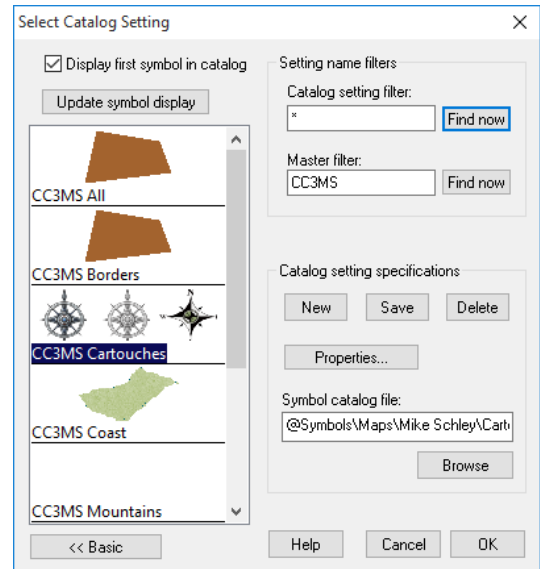 Select Catalog Setting
Display first symbol in catalog
Update symbol display
CC3MS All
CC3MS Borders
N
CC3MS Cartouches
CC3MS Coast
CC3MS Mountains
<< Basic
Setting name filters
Catalog setting filter:
*
Find now
Master filter:
CC3MS
Find now
Catalog setting specifications
New Save Delete
Properties...
Symbol catalog file:
@Symbols\Maps\Mike Schley\Carto
Browse
Help Cancel OK